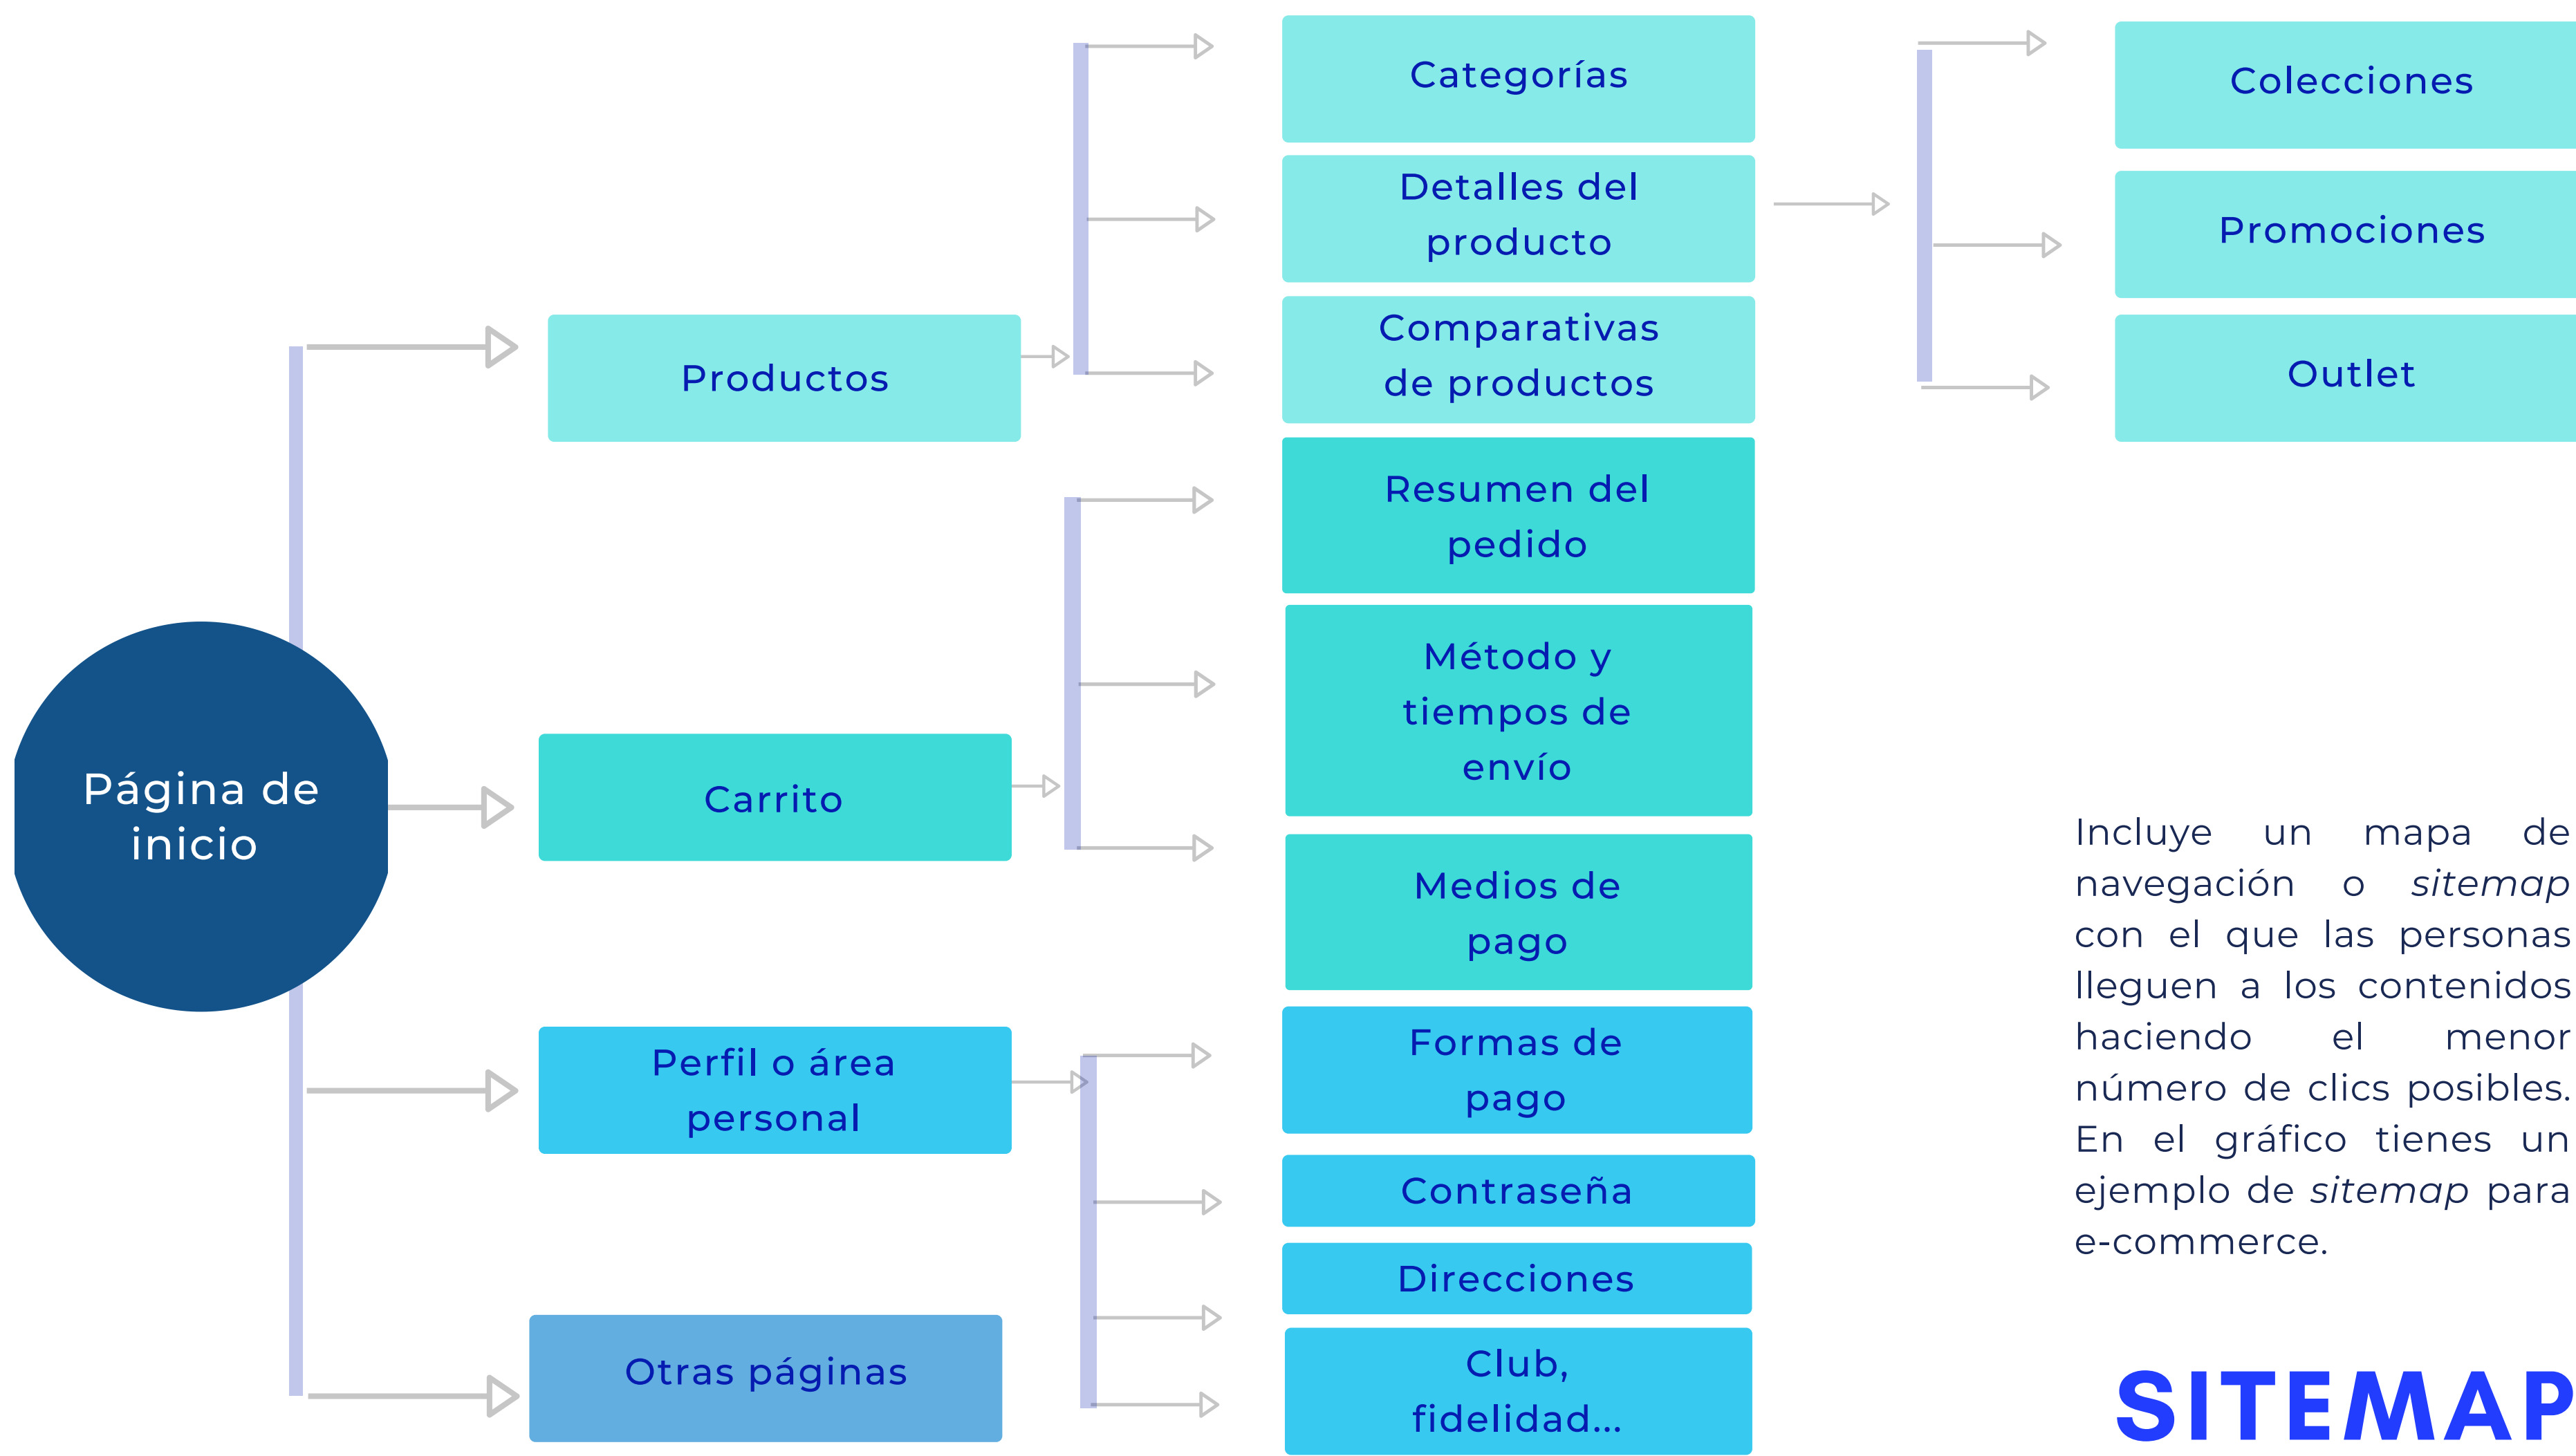 Categorías
Colecciones
Detalles del
producto
Promociones
Comparativas
de productos
Outlet
Productos
Resumen del
pedido
Método y
tiempos de
envío
Página de
inicio
Carrito
Medios de
pago
Incluye un mapa de
navegación o sitemap
con el que las personas
lleguen a los contenidos
haciendo el menor
número de clics posibles.
En el gráfico tienes un
ejemplo de sitemap para
e-commerce.
Perfil o área
personal
Formas de
pago
Contraseña
Direcciones
Otras páginas
Club,
fidelidad...
SITEMAP